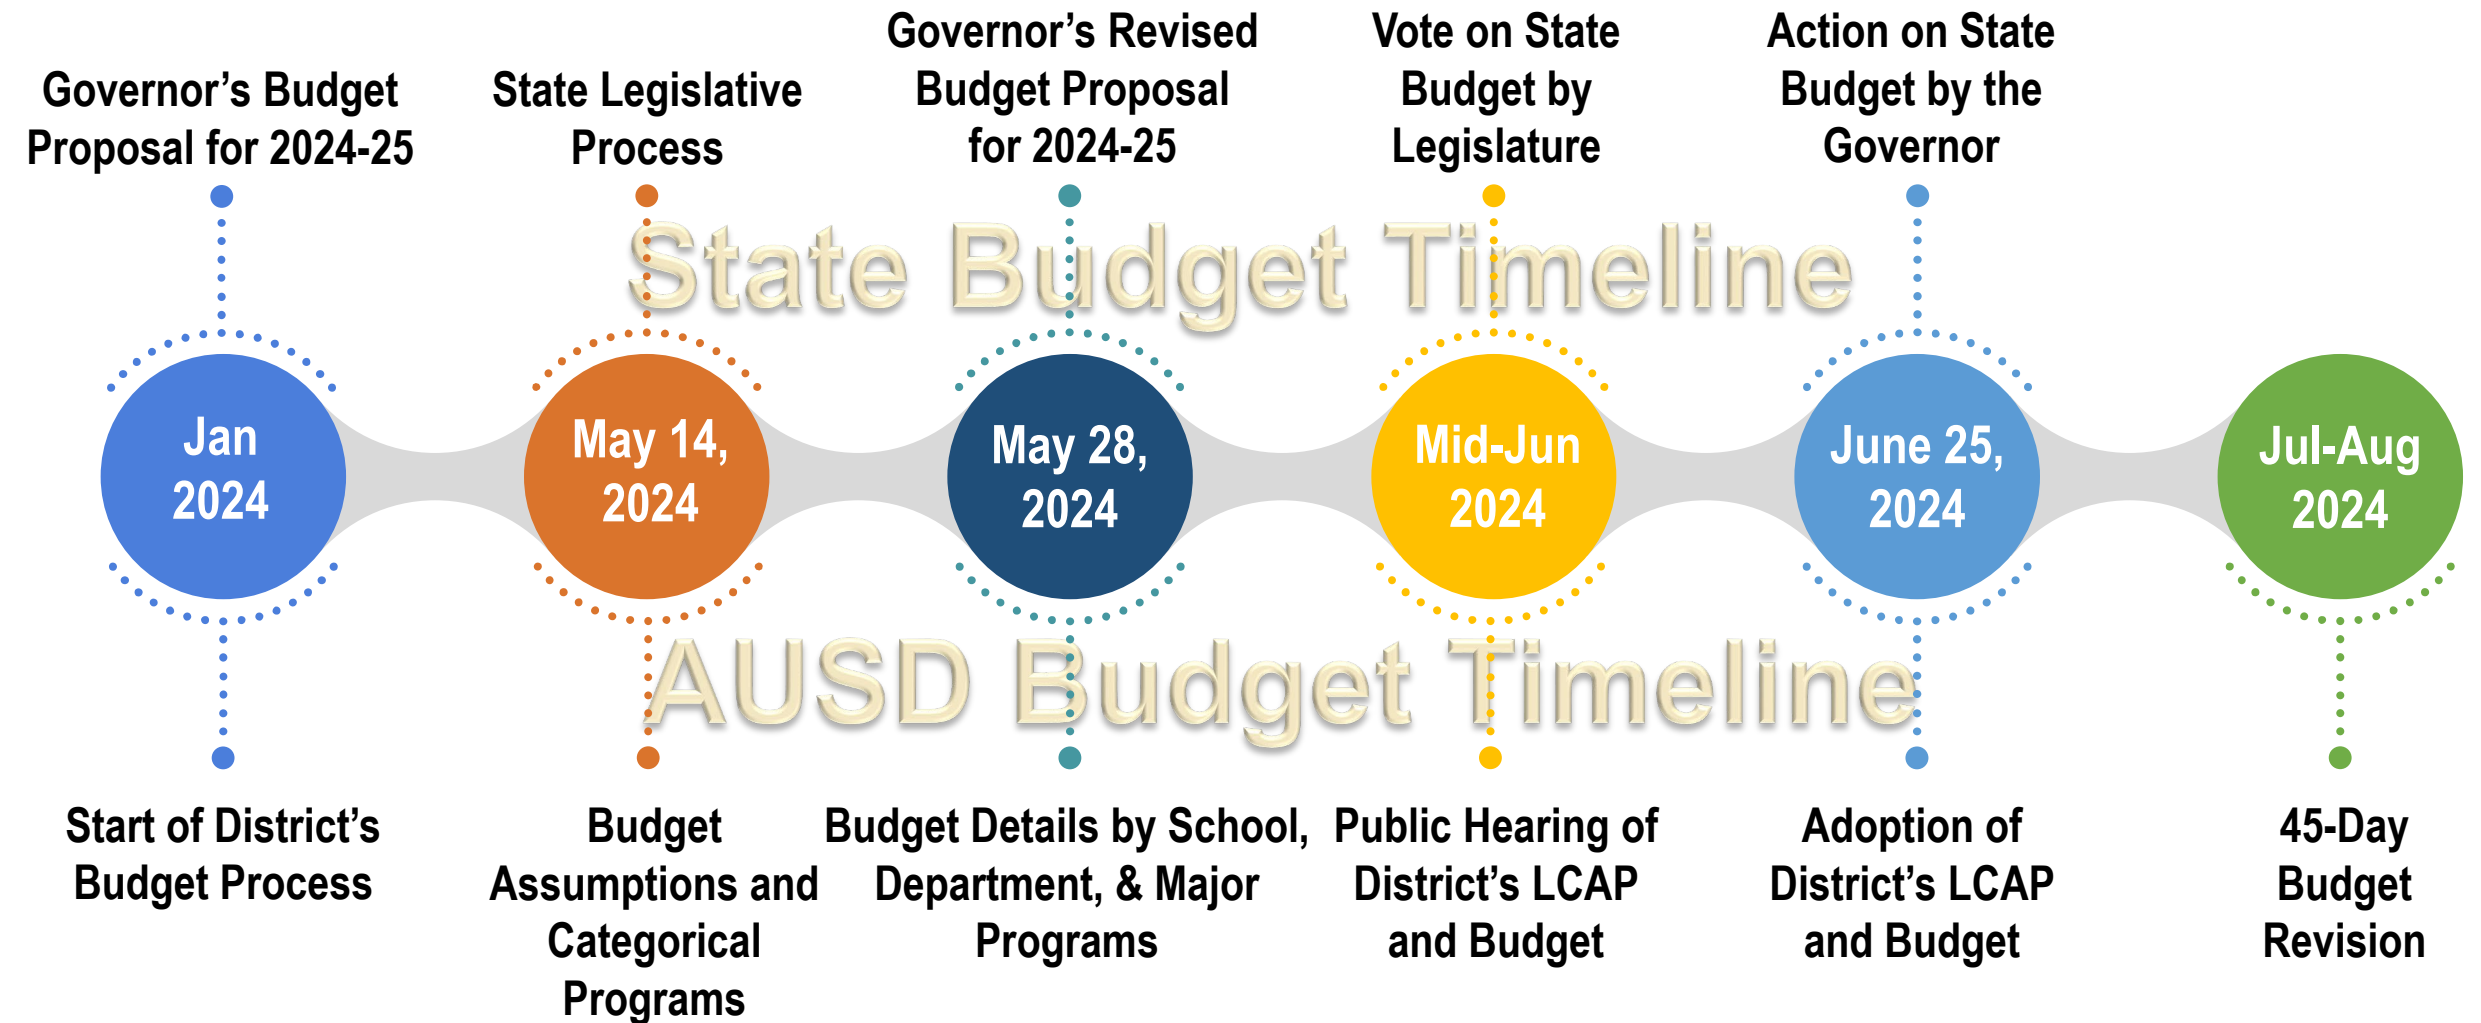 Governor’s Budget
Proposal for 2024-25
State Legislative
Process
Governor’s Revised
Budget Proposal
for 2024-25
Vote on State
Budget by
Legislature
Action on State
Budget by the
Governor
State Budget Timeline
Jan
2024
May 14,
2024
May 28,
2024
Mid-Jun
2024
June 25,
2024
Jul-Aug
2024
AUSD Budget Timeline
Start of District’s
Budget Process
Budget
Assumptions and
Categorical
Programs
Budget Details by School,
Department, & Major
Programs
Public Hearing of
District’s LCAP
and Budget
Adoption of
District’s LCAP
and Budget
45-Day
Budget
Revision